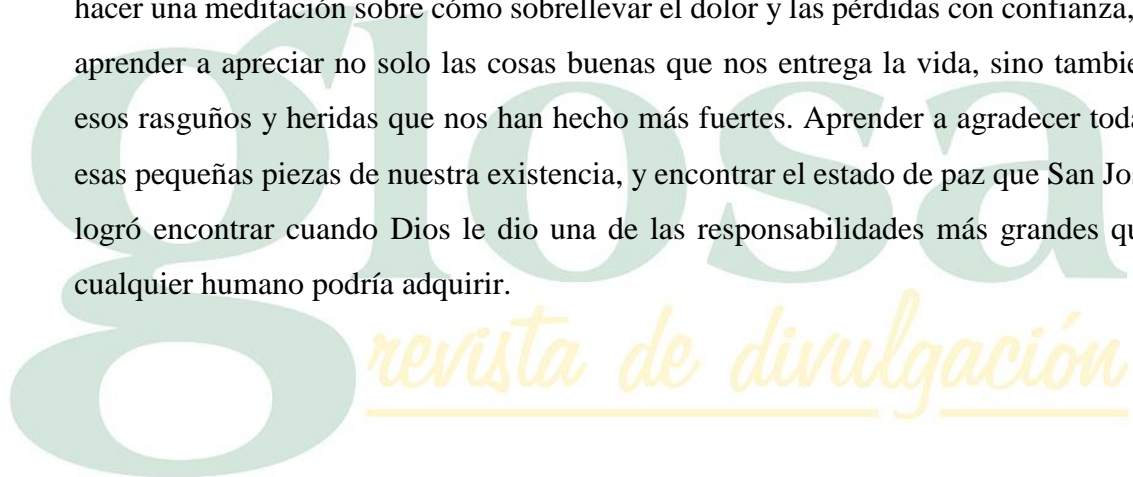 hacer una meditación sobre cómo sobrellevar el dolor y las pérdidas con confianza,
aprender a apreciar no solo las cosas buenas que nos entrega la vida, sino tambié
esos rasguños y heridas que nos han hecho más fuertes. Aprender a agradecer toda
esas pequeñas piezas de nuestra existencia, y encontrar el estado de paz que San Jos
logró encontrar cuando Dios le dio una de las responsabilidades más grandes qu
cualquier humano podría adquirir.
glosa
revista de divulgación